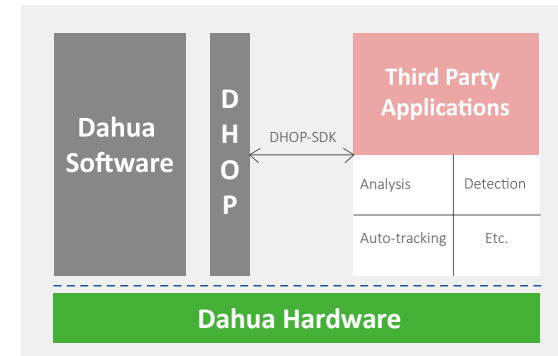 Dahua
Software
D
H
O
P
DHOP-SDK
Third Party
Applications
Analysis
Detection
Auto-tracking
Etc.
Dahua Hardware